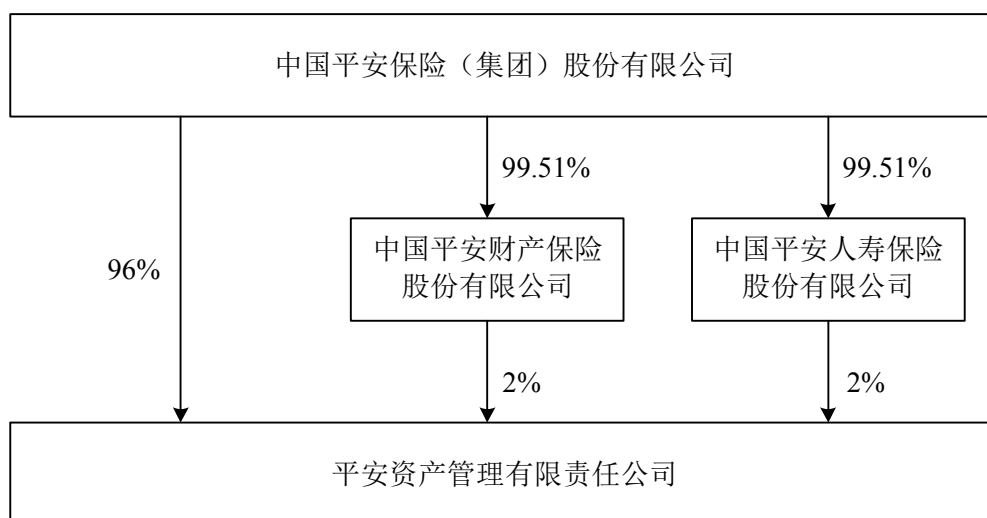 中国平安保险（集团）股份有限公司
99.51%
99.51%
中国平安财产保险
股份有限公司
中国平安人寿保险
股份有限公司
96%
2%
2%
平安资产管理有限责任公司